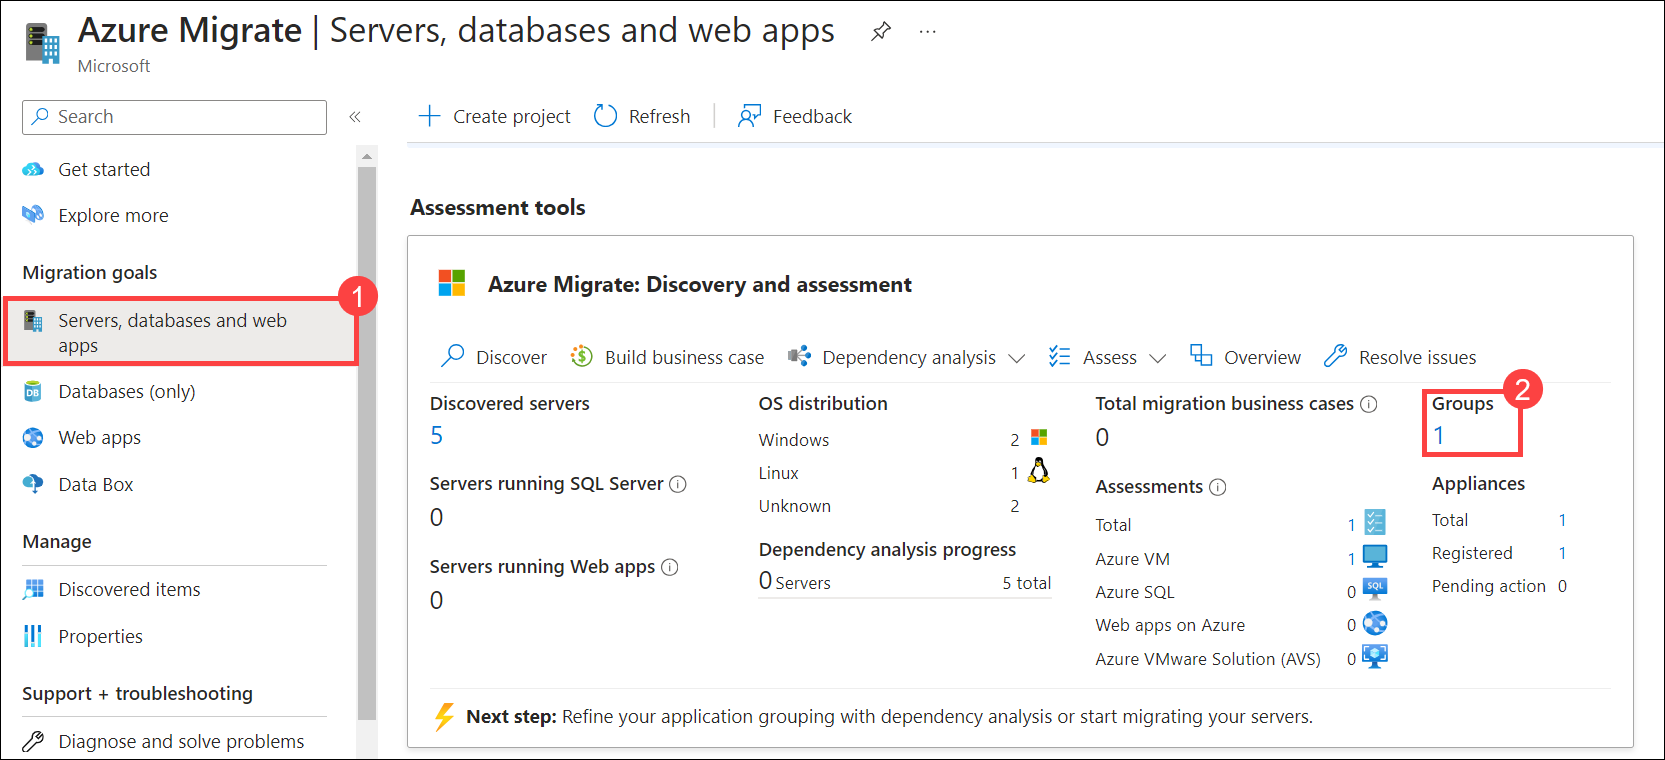 Azure Migrate | Servers, databases and web apps
Microsoft
Search
Create project
Refresh
Feedback
Get started
Explore more
Migration goals
1
Servers, databases and web
apps
Databases (only)
Web apps
Data Box
Manage
Discovered items
Properties
Support + troubleshooting
Diagnose and solve problems
Assessment tools
Azure Migrate: Discovery and assessment
Discover
Build business case
Dependency analysis
Assess
Overview
Resolve issues
Discovered servers
5
Servers running SQL Server
0
Servers running Web apps
0
OS distribution
Windows 2
Linux 1
Unknown 2
Dependency analysis progress
0 Servers 5 total
Total migration business cases
0
Assessments
Total 1
Azure VM 1
Azure SQL 0
SQL
Web apps on Azure 0
Azure VMware Solution (AVS) 0
2
Groups
1
Appliances
Total 1
Registered 1
Pending action 0
Next step: Refine your application grouping with dependency analysis or start migrating your servers.
DB